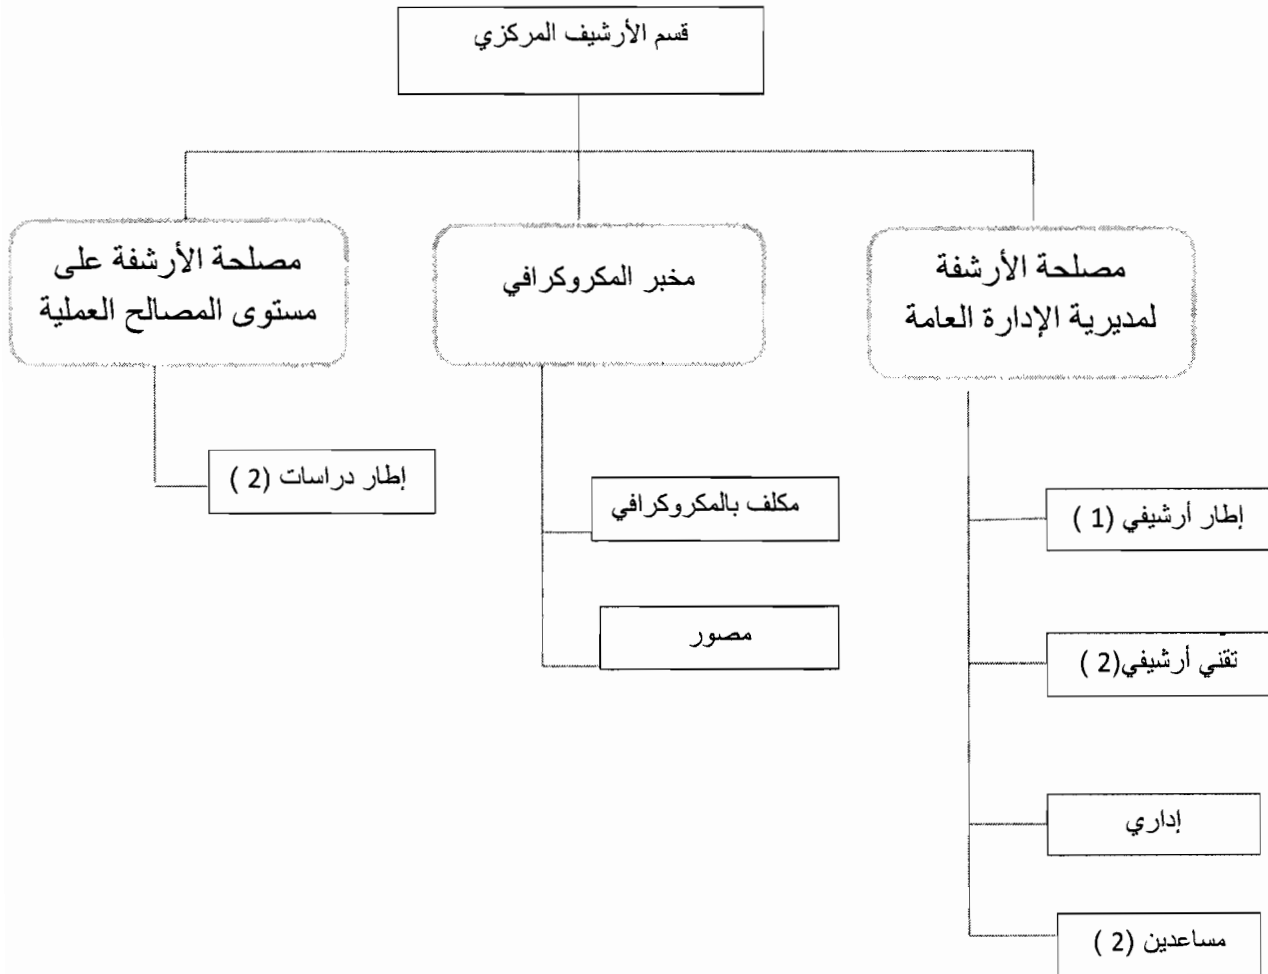 قسم الأرشيف المركزي
مصلحة الأرشفة
لمديرية الإدارة العامة
مخبر المكروكرافي
مصلحة الأرشفة على
مستوى المصالح العملية
إطار أرشيفي (1 )
تقني أرشيفي(2 )
إداري
مساعدين (2 )
مكلف بالمكروكرافي
مصور
إطار دراسات (2 )